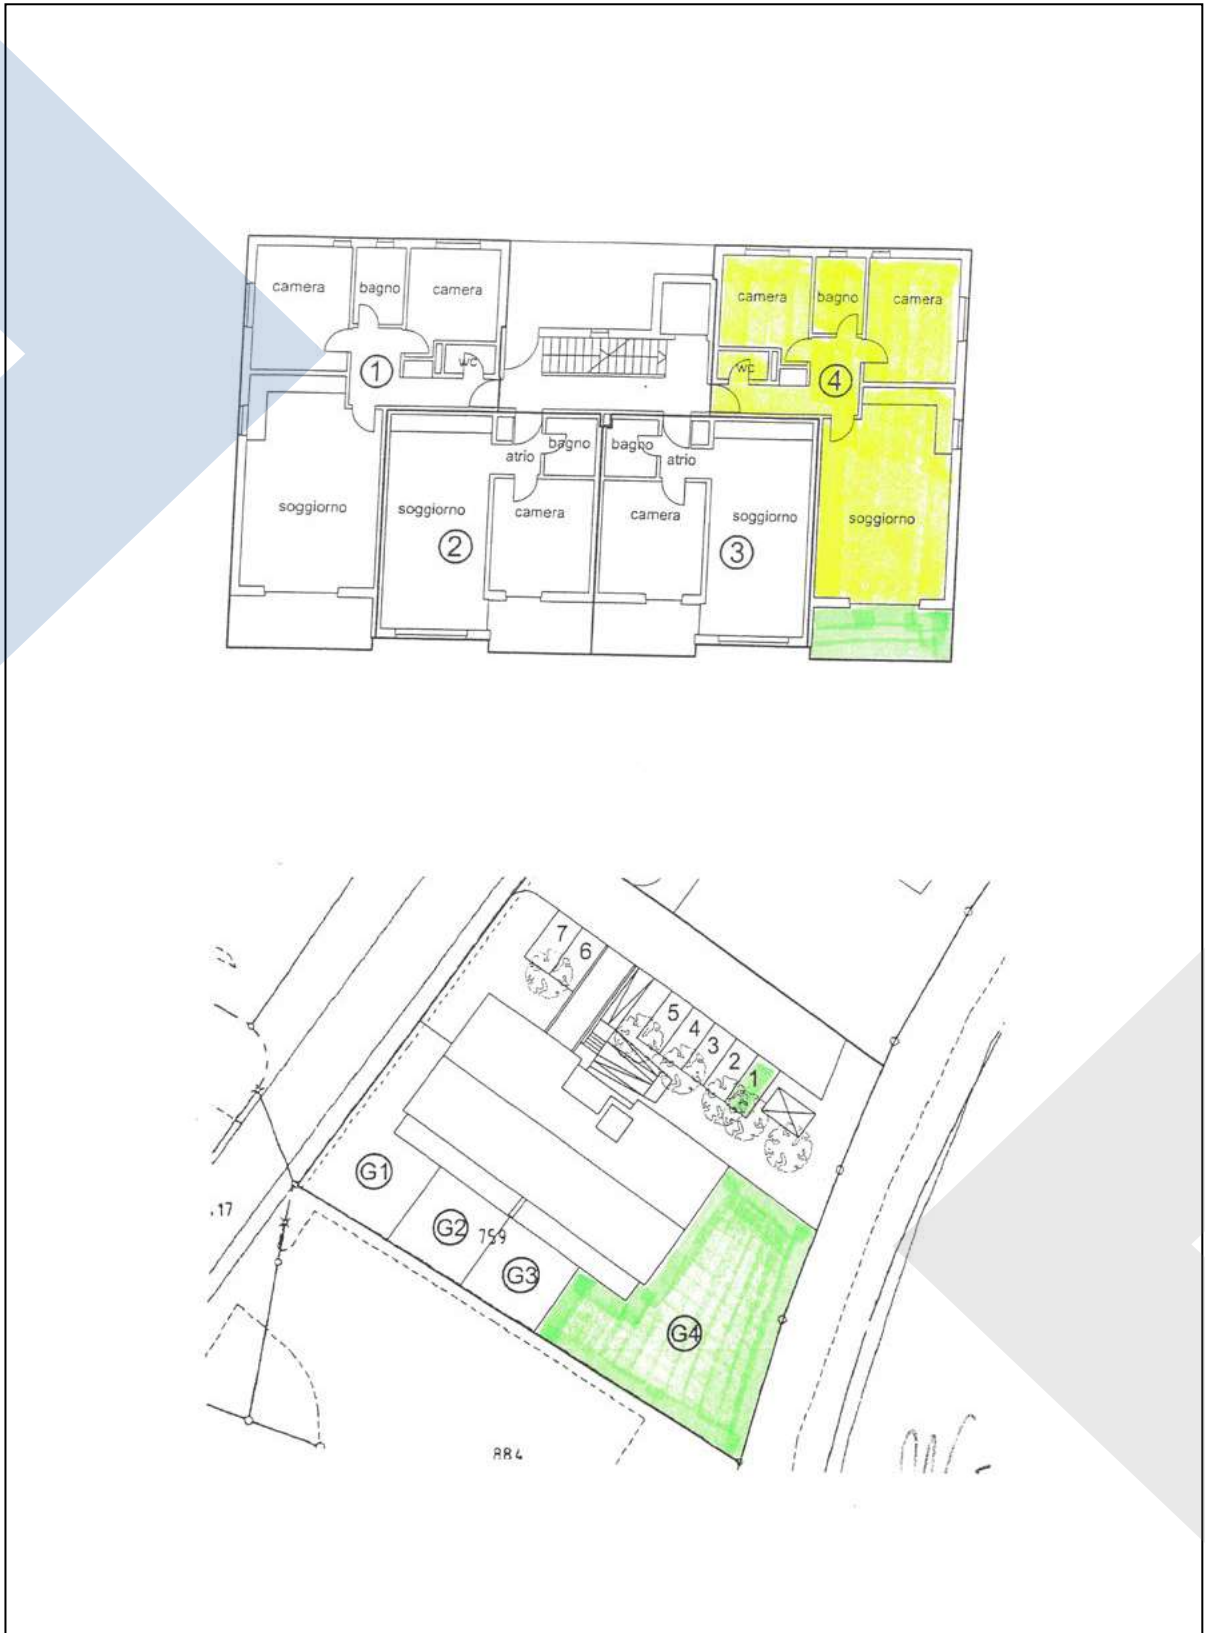 camera bagno camera
camera bagno camera
wc
wc
1
4
bagno bagno
atrio atrio
soggiorno soggiorno camera camera soggiorno soggiorno
2 3
7
6
5
4
3
2
1
G1
.17
G2 759
G3
G4
884